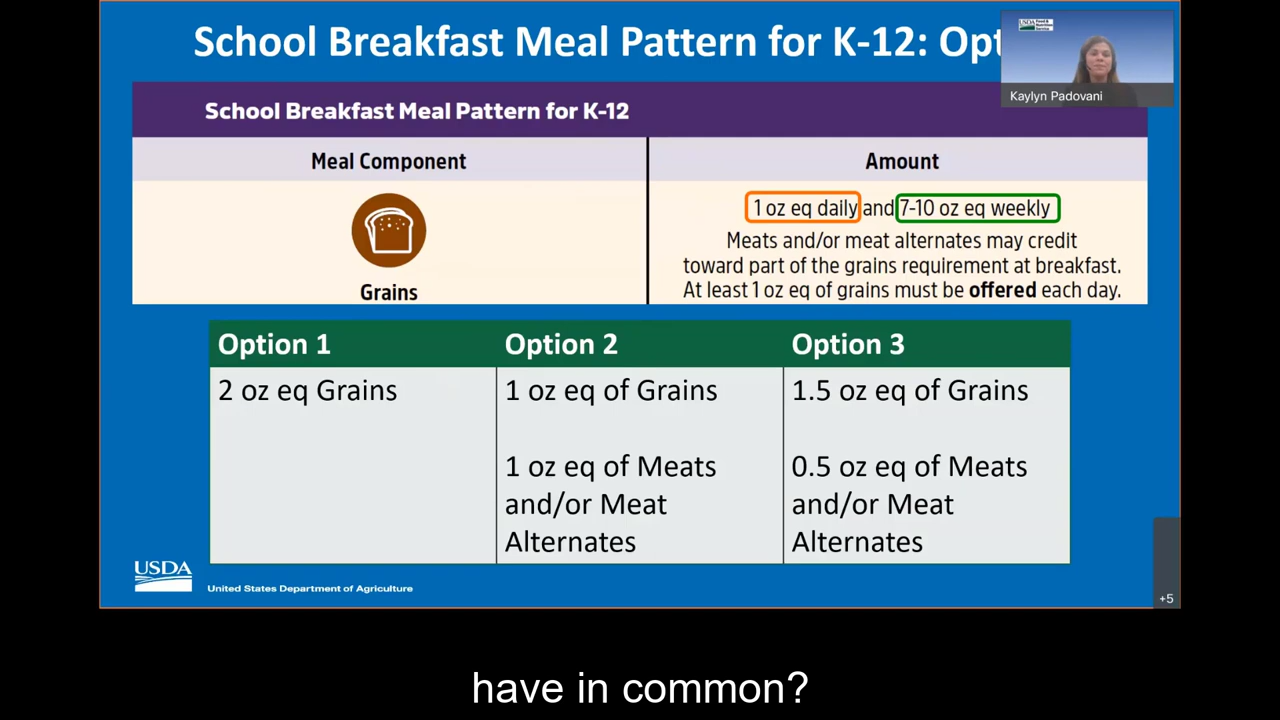 School Breakfast Meal Pattern for K-12: Opt
USDA
Kaylyn Padovani
School Breakfast Meal Pattern for K-12
Meal Component
Amount
1 oz eq daily and 7-10 oz eq weekly
Meats and/or meat alternates may credit
toward part of the grains requirement at breakfast.
At least 1 oz eq of grains must be offered each day.
Grains
Option 1
Option 2
Option 3
2 oz eq Grains
1 oz eq of Grains
1.5 oz eq of Grains
1 oz eq of Meats
and/or Meat
Alternates
0.5 oz eq of Meats
and/or Meat
Alternates
USDA
United States Department of Agriculture
+5
have in common?